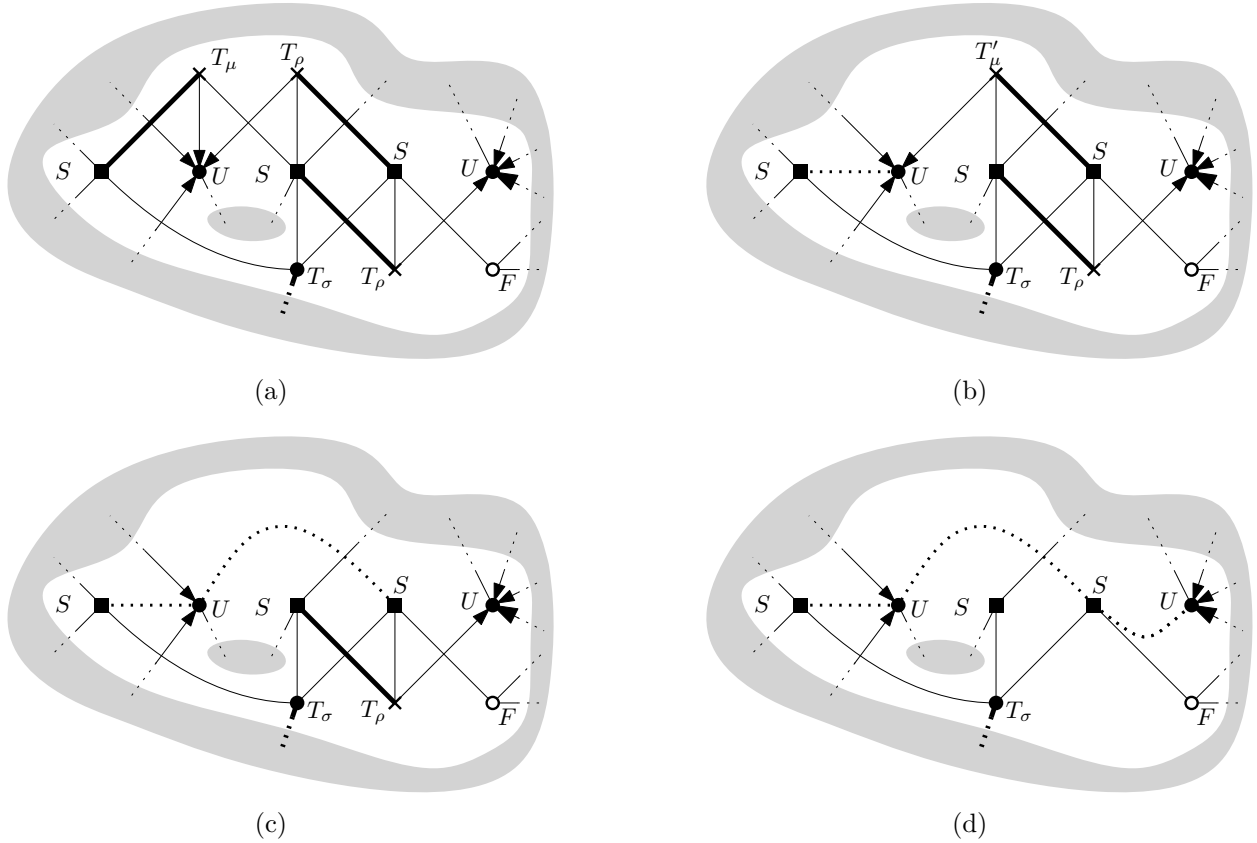 T_μ T_ρ
S U S S U
T_ρ T_σ F
(a)
T'_μ
S U S S U
T_ρ T_σ F
(b)
S U S S U
T_σ T_ρ F
(c)
S U S S U
T_σ F
(d)